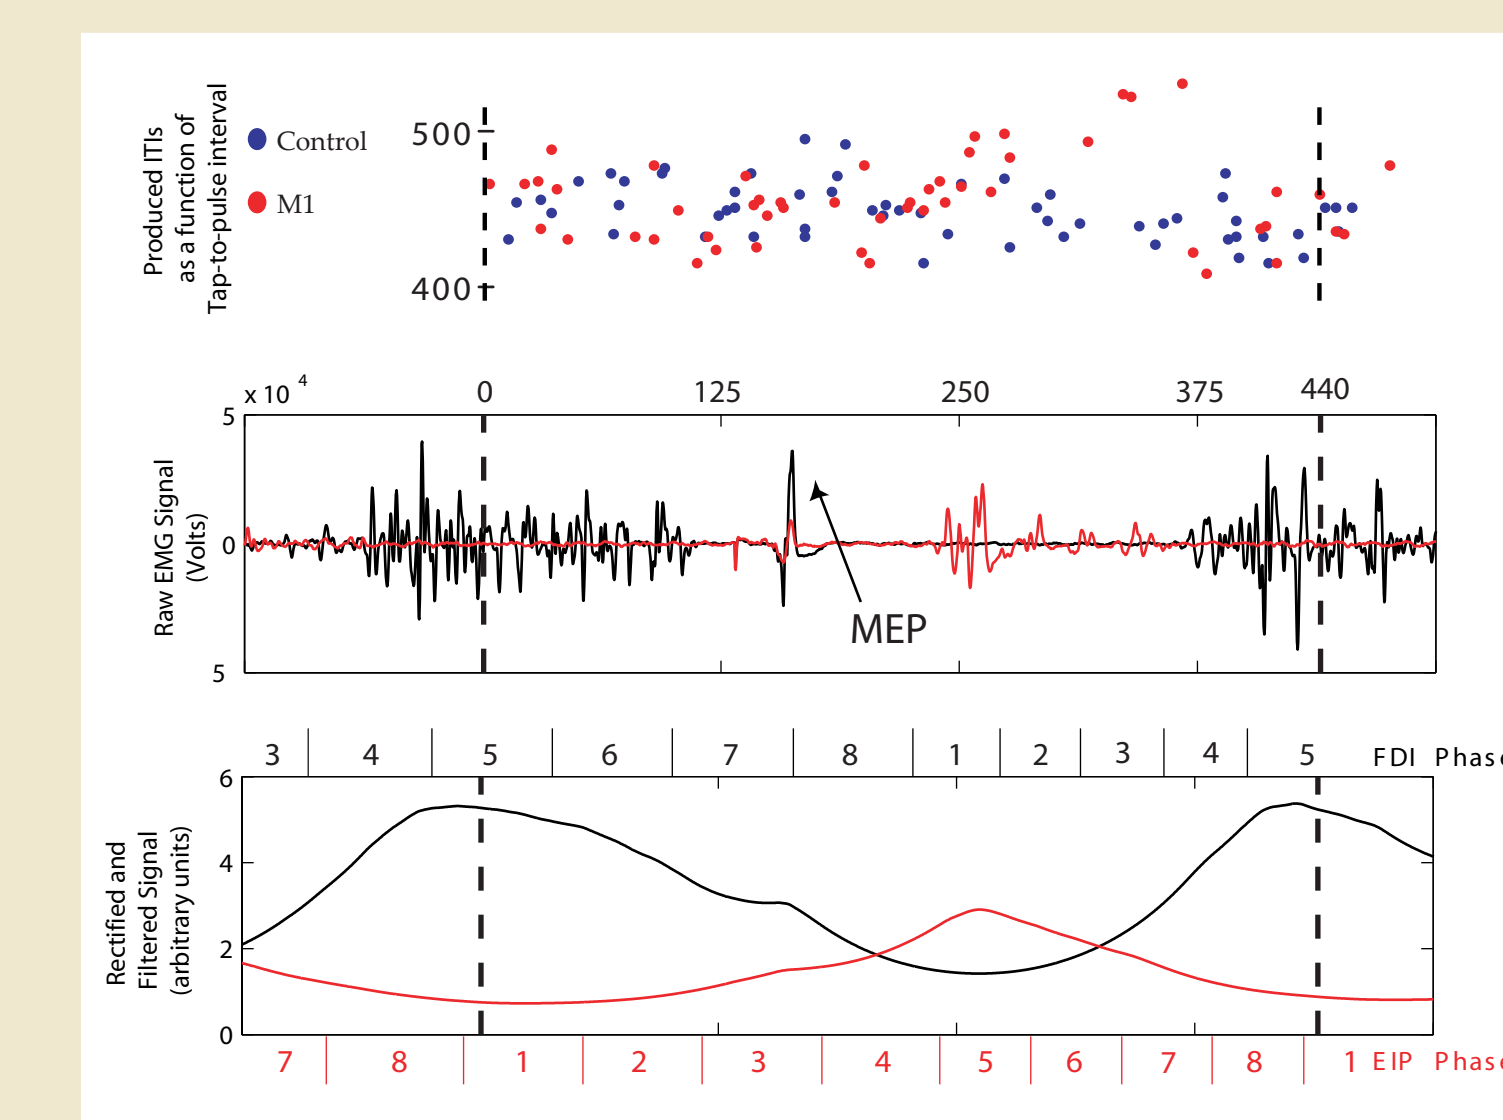 Produced ITIs
as a function of
Tap-to-pulse interval
Control
M1
500
400
x 10 4
0 125 250 375 440
Raw EMG Signal
(Volts)
5
0
5
MEP
3 4 5 6 7 8 1 2 3 4 5 FDI Phase
Rectified and
Filtered Signal
(arbitrary units)
6
4
2
0
7 8 1 2 3 4 5 6 7 8 1 EIP Phase